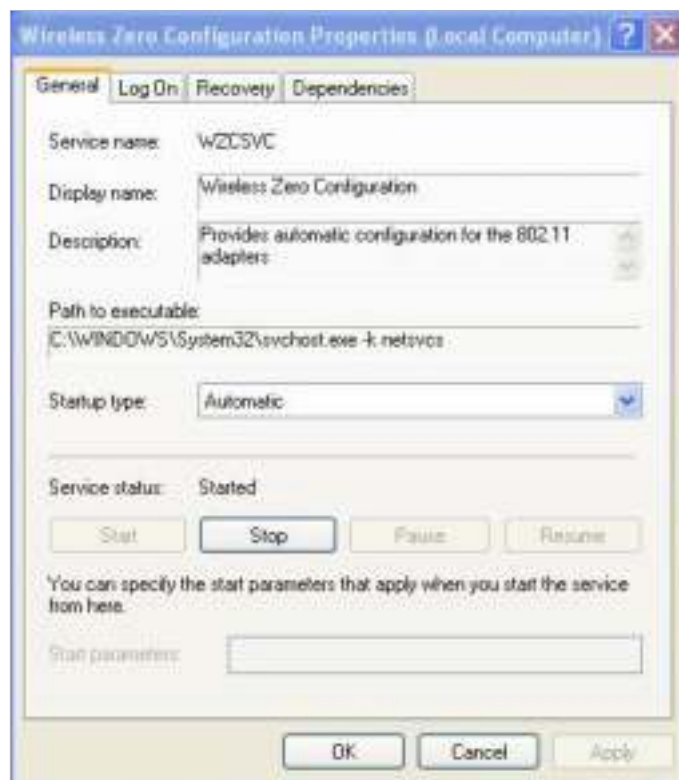 Wireless Zero Configuration Properties (Local Computer)
General Log On Recovery Dependencies
Service name: WZCSVC
Display name: Wireless Zero Configuration
Description: Provides automatic configuration for the 802.11
adapters
Path to executable:
C:\WINDOWS\System32\svchost.exe -k netsvcs
Startup type: Automatic
Service status: Started
Start Stop Pause Resume
You can specify the start parameters that apply when you start the service
from here.
Start parameters:
OK Cancel Apply